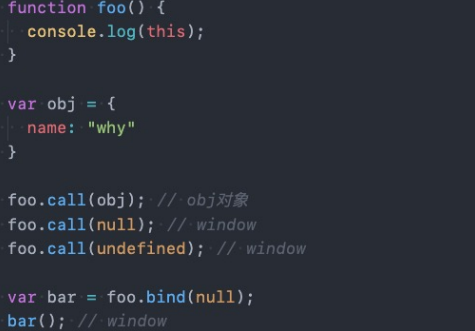 function foo() {
  console.log(this);
}
var obj = {
  name: "why"
}
foo.call(obj); // obj对象
foo.call(null); // window
foo.call(undefined); // window
var bar = foo.bind(null);
bar(); // window